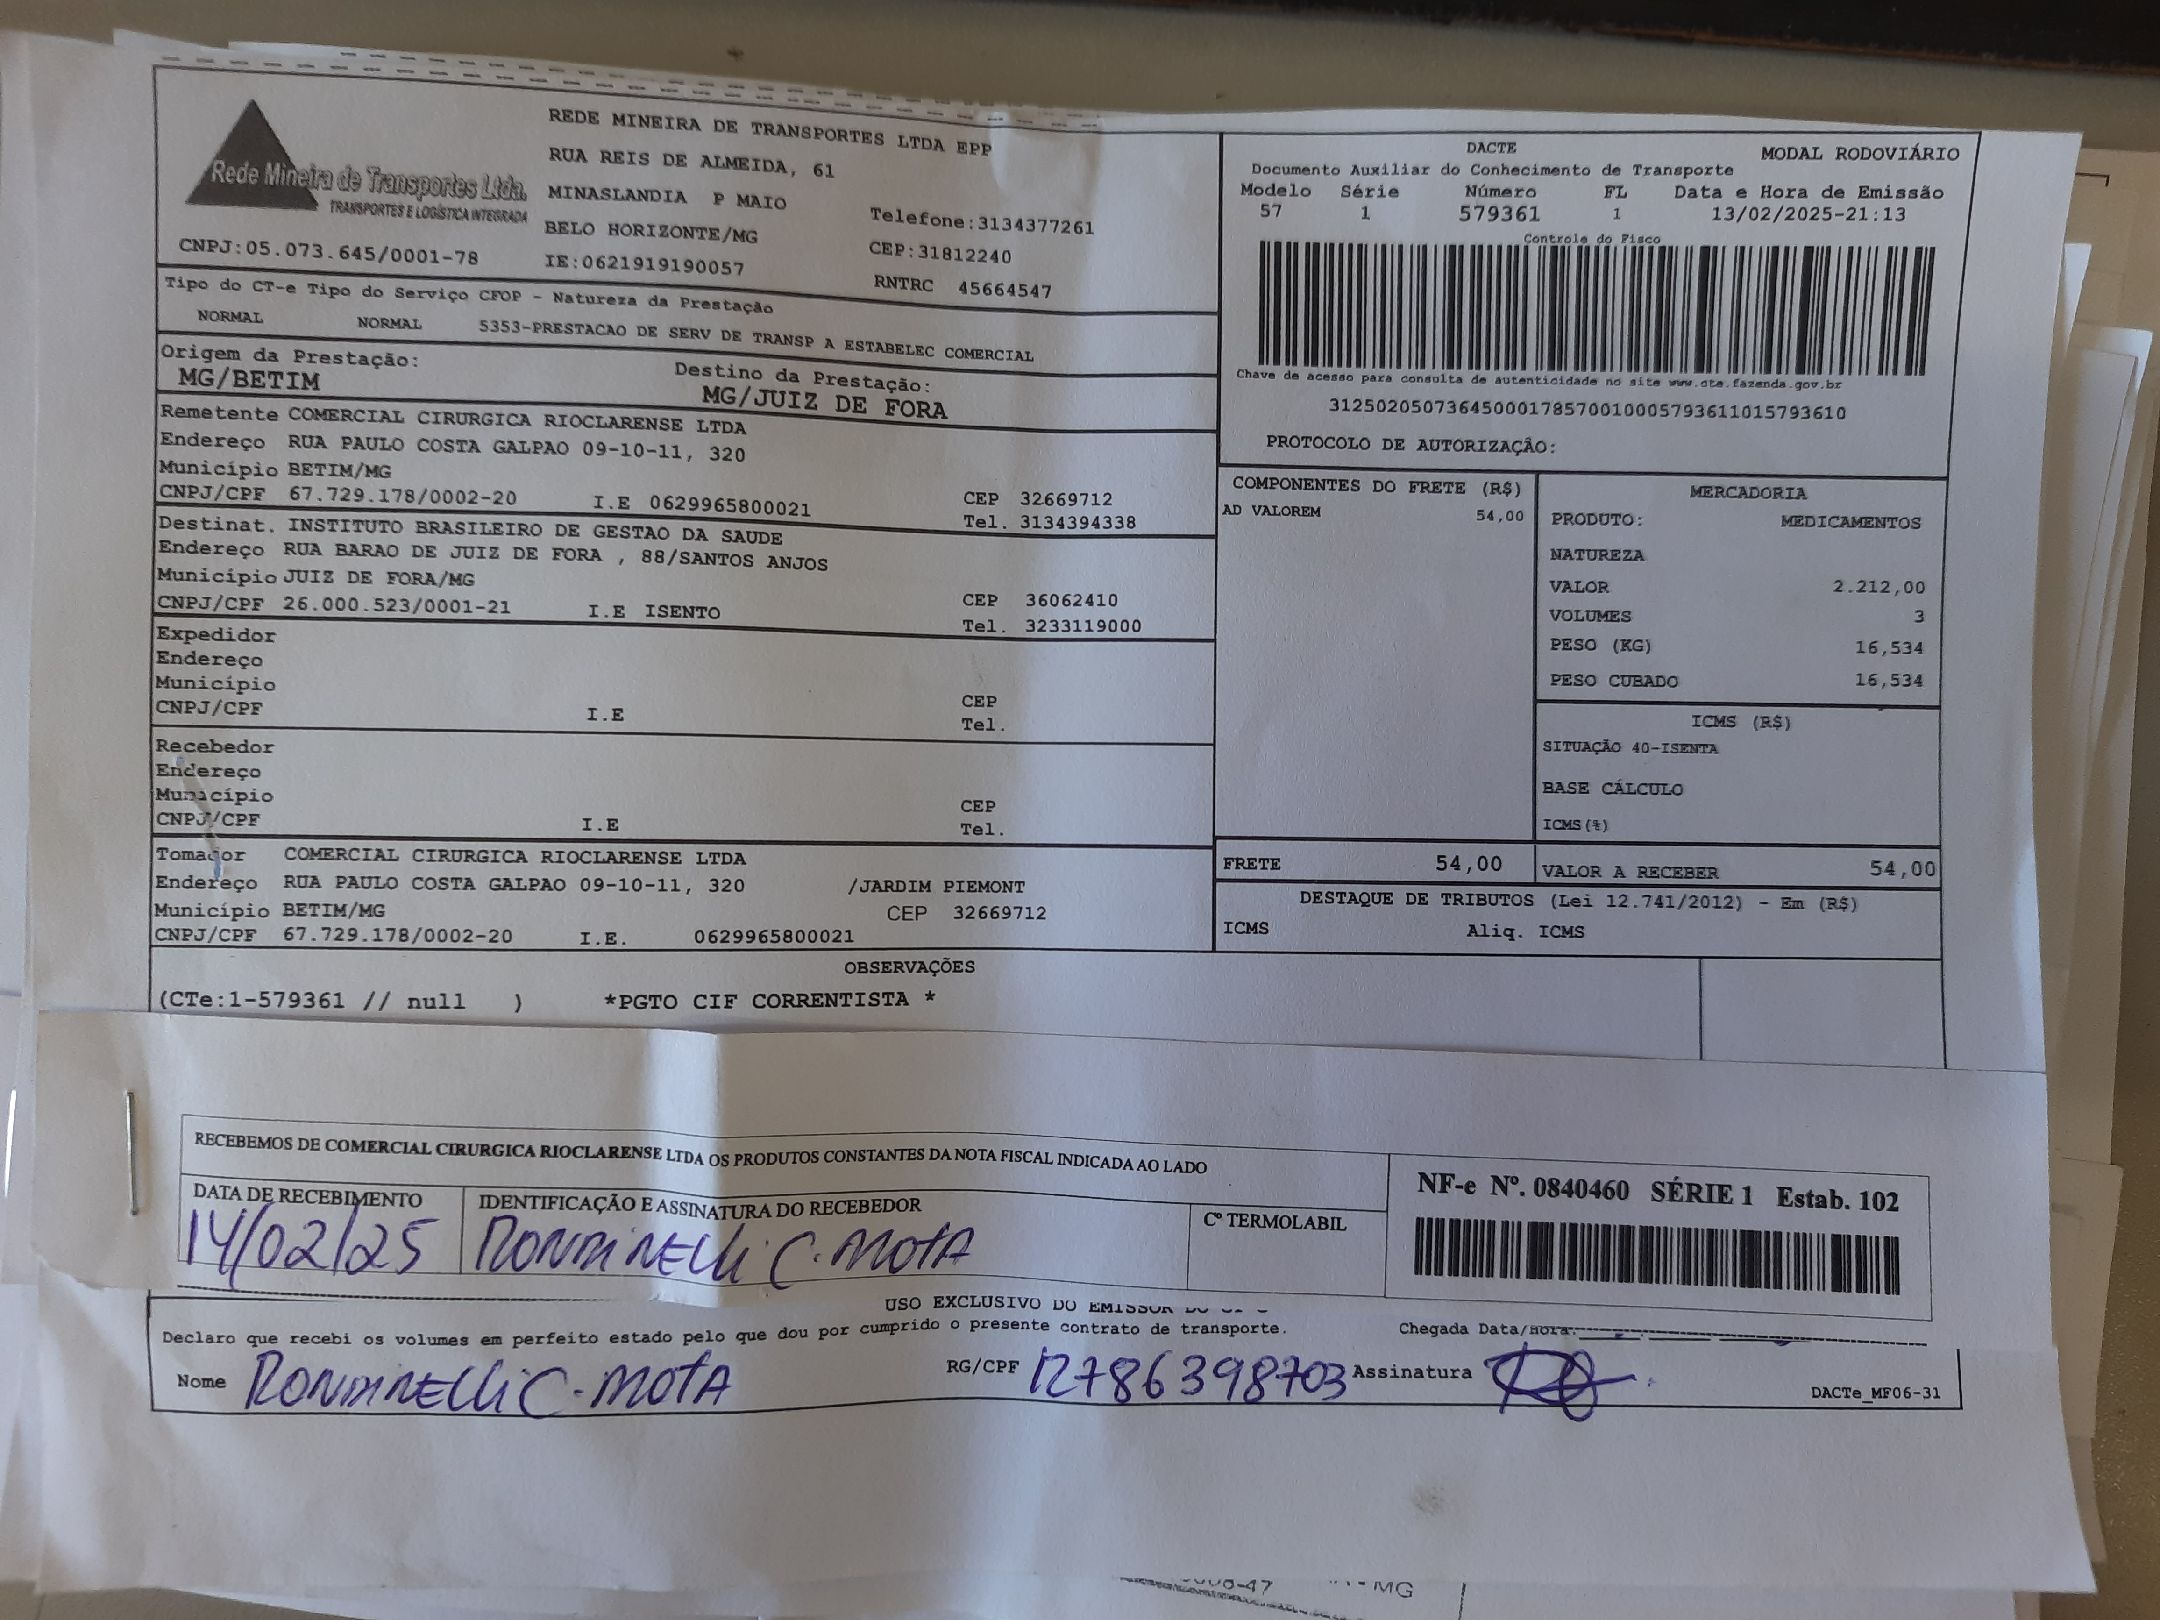 Rede Mineira de Transportes Ltda.
TRANSPORTES E LOGÍSTICA INTEGRADA
CNPJ:05.073.645/0001-78
REDE MINEIRA DE TRANSPORTES LTDA EPP
RUA REIS DE ALMEIDA, 61
MINASLANDIA P MAIO
BELO HORIZONTE/MG
IE:0621919190057
Telefone:3134377261
CEP:31812240
RNTRC 45664547
DACTE
MODAL RODOVIÁRIO
Documento Auxiliar do Conhecimento de Transporte
Modelo Série Número FL Data e Hora de Emissão
57 1 579361 1 13/02/2025-21:13
Controle do Fisco
Chave de acesso para consulta de autenticidade no site www.cte.fazenda.gov.br
31250205073645000178570010005793611015793610
PROTOCOLO DE AUTORIZAÇÃO:
Tipo do CT-e Tipo do Serviço CFOP - Natureza da Prestação
NORMAL NORMAL 5353-PRESTACAO DE SERV DE TRANSP A ESTABELEC COMERCIAL
Origem da Prestação: Destino da Prestação:
MG/BETIM MG/JUIZ DE FORA
Remetente COMERCIAL CIRURGICA RIOCLARENSE LTDA
Endereço RUA PAULO COSTA GALPAO 09-10-11, 320
Município BETIM/MG CEP 32669712
CNPJ/CPF 67.729.178/0002-20 I.E 0629965800021 Tel. 3134394338
Destinat. INSTITUTO BRASILEIRO DE GESTAO DA SAUDE
Endereço RUA BARAO DE JUIZ DE FORA , 88/SANTOS ANJOS
Município JUIZ DE FORA/MG CEP 36062410
CNPJ/CPF 26.000.523/0001-21 I.E ISENTO Tel. 3233119000
Expedidor
Endereço
Município CEP
CNPJ/CPF I.E Tel.
Recebedor
Endereço
Município CEP
CNPJ/CPF I.E Tel.
Tomador COMERCIAL CIRURGICA RIOCLARENSE LTDA
Endereço RUA PAULO COSTA GALPAO 09-10-11, 320 /JARDIM PIEMONT
Município BETIM/MG CEP 32669712
CNPJ/CPF 67.729.178/0002-20 I.E. 0629965800021
COMPONENTES DO FRETE (R$)
AD VALOREM 54,00
MERCADORIA
PRODUTO: MEDICAMENTOS
NATUREZA
VALOR 2.212,00
VOLUMES 3
PESO (KG) 16,534
PESO CUBADO 16,534
ICMS (R$)
SITUAÇÃO 40-ISENTA
BASE CÁLCULO
ICMS(%)
FRETE 54,00 VALOR A RECEBER 54,00
DESTAQUE DE TRIBUTOS (Lei 12.741/2012) - Em (R$)
ICMS Aliq. ICMS
OBSERVAÇÕES
(CTe:1-579361 // null ) *PGTO CIF CORRENTISTA *
RECEBEMOS DE COMERCIAL CIRURGICA RIOCLARENSE LTDA OS PRODUTOS CONSTANTES DA NOTA FISCAL INDICADA AO LADO
DATA DE RECEBIMENTO IDENTIFICAÇÃO E ASSINATURA DO RECEBEDOR Cº TERMOLABIL
14/02/25 RONDINELLI C. MOTA
NF-e Nº. 0840460 SÉRIE 1 Estab. 102
USO EXCLUSIVO DO EMISSOR DO
Declaro que recebi os volumes em perfeito estado pelo que dou por cumprido o presente contrato de transporte. Chegada Data/Hora:
Nome RONDINELLI C. MOTA RG/CPF 12786398703 Assinatura
DACTe_MF06-31
- MG